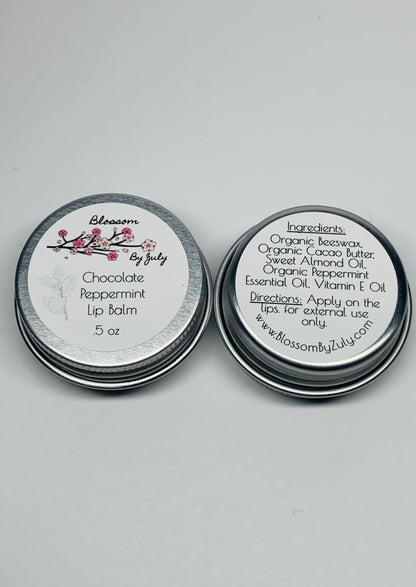 Blossom
By Zuly
Chocolate
Peppermint
Lip Balm
.5 oz
Ingredients:
Organic Beeswax,
Organic Cacao Butter,
Sweet Almond Oil,
Organic Peppermint
Essential Oil, Vitamin E Oil
Directions: Apply on the
lips. for external use
only.
www.BlossomByZuly.com